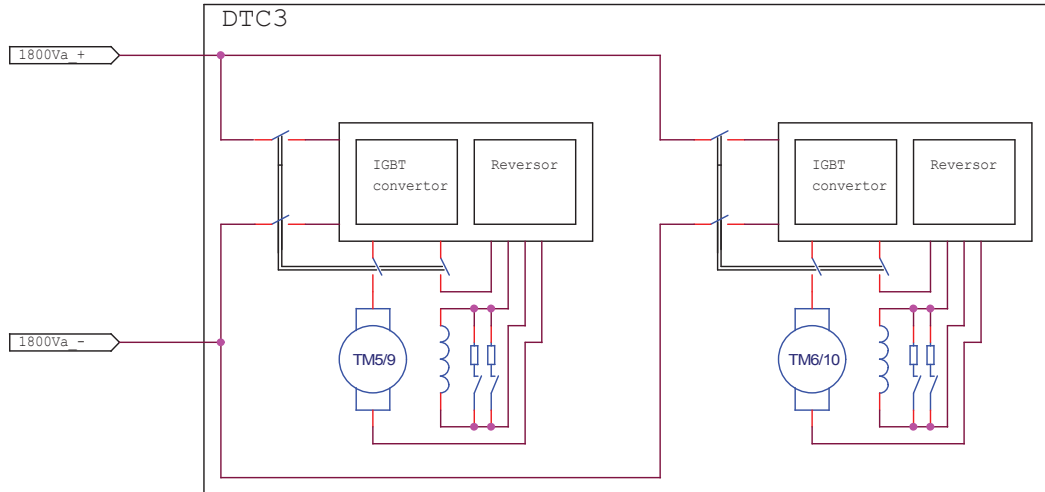 DTC3
1800Va_+
IGBT
convertor
Reversor
IGBT
convertor
Reversor
1800Va_-
TM5/9
TM6/10